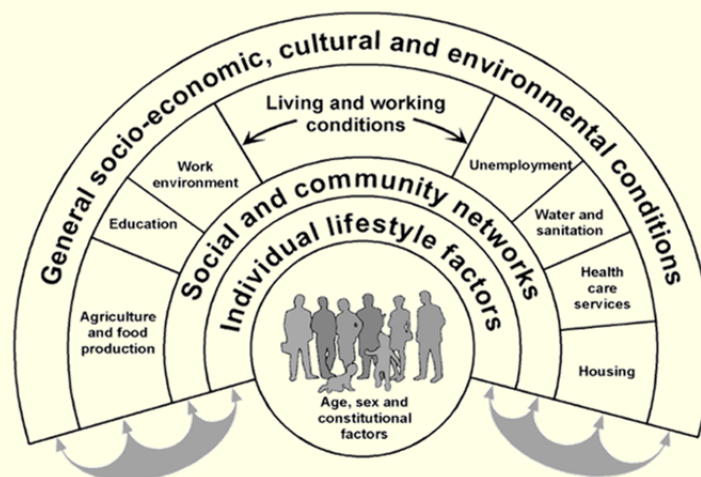 General socio-economic, cultural and environmental conditions
Living and working
conditions
Agriculture
and food
production
Education
Work
environment
Unemployment
Water and
sanitation
Health
care
services
Housing
Social and community networks
Individual lifestyle factors
Age, sex and
constitutional
factors